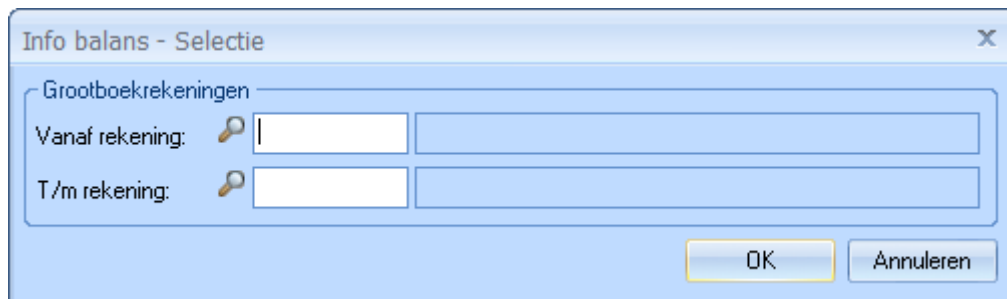 Info balans - Selectie
Grootboekrekeningen
Vanaf rekening:
T/m rekening:
OK Annuleren